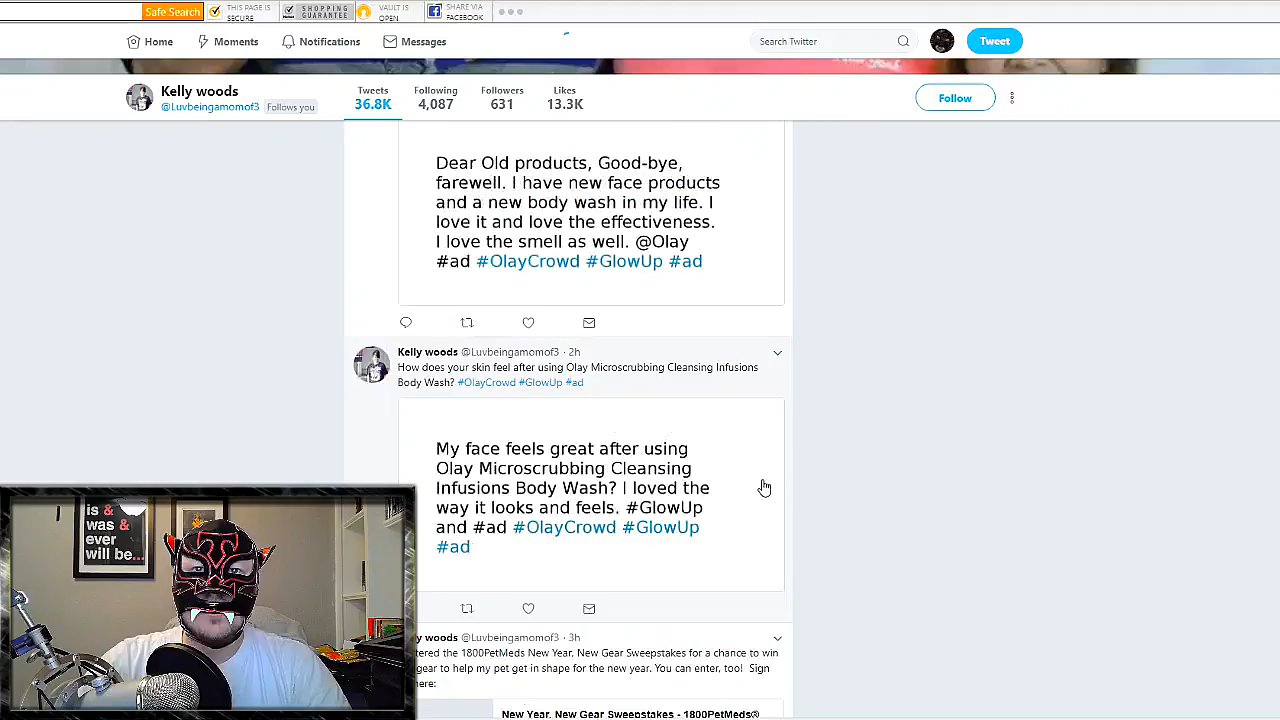 Safe Search
THIS PAGE IS
SECURE
SHOPPING
GUARANTEE
VAULT IS
OPEN
SHARE VIA
FACEBOOK
Home
Moments
Notifications
Messages
Search Twitter
Tweet
Kelly woods
@Luvbeingamomof3 Follows you
Tweets
36.8K
Following
4,087
Followers
631
Likes
13.3K
Follow
Dear Old products, Good-bye,
farewell. I have new face products
and a new body wash in my life. I
love it and love the effectiveness.
I love the smell as well. @Olay
#ad #OlayCrowd #GlowUp #ad
Kelly woods @Luvbeingamomof3 · 2h
How does your skin feel after using Olay Microscrubbing Cleansing Infusions
Body Wash? #OlayCrowd #GlowUp #ad
My face feels great after using
Olay Microscrubbing Cleansing
Infusions Body Wash? I loved the
way it looks and feels. #GlowUp
and #ad #OlayCrowd #GlowUp
#ad
woods @Luvbeingamomof3 · 3h
tered the 1800PetMeds New Year, New Gear Sweepstakes for a chance to win
gear to help my pet get in shape for the new year. You can enter, too! Sign
here:
New Year, New Gear Sweepstakes - 1800PetMeds®
is &
was &
ever
will be...